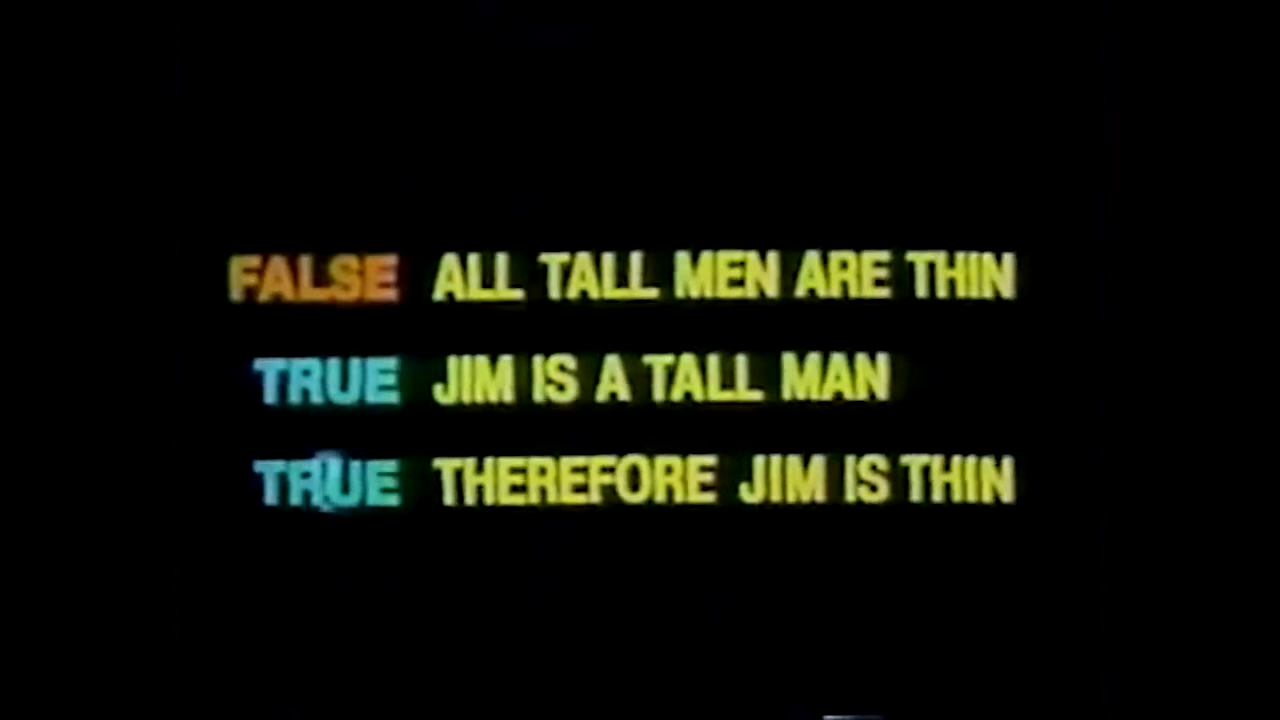 FALSE ALL TALL MEN ARE THIN
TRUE JIM IS A TALL MAN
TRUE THEREFORE JIM IS THIN